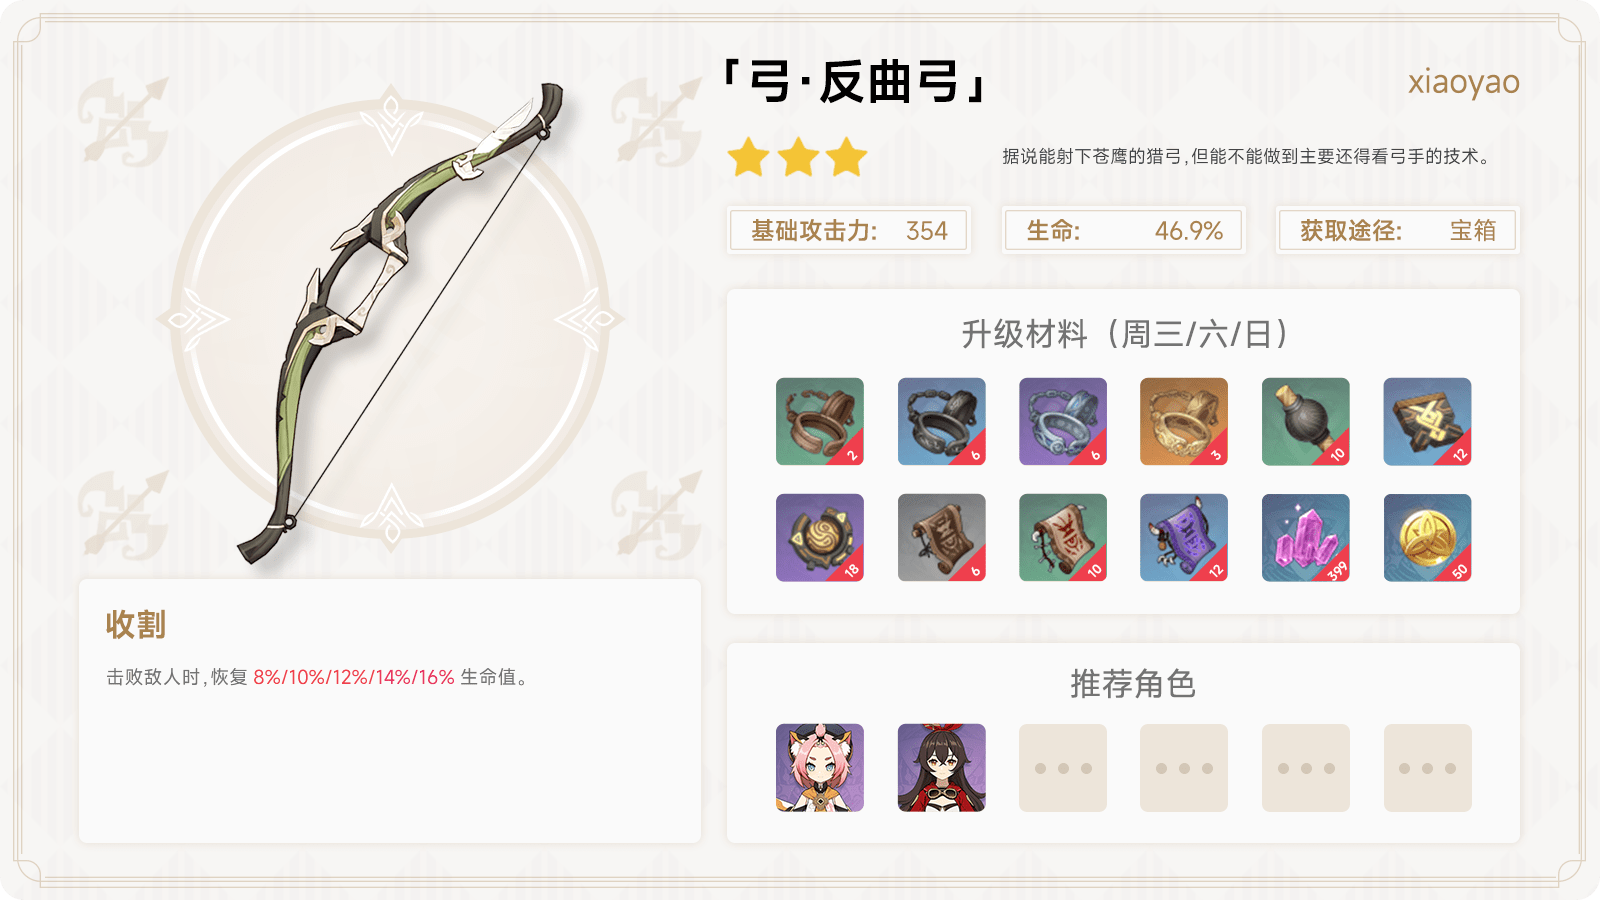 「弓·反曲弓」
xiaoyao
据说能射下苍鹰的猎弓,但能不能做到主要还得看弓手的技术。
基础攻击力: 354
生命: 46.9%
获取途径: 宝箱
升级材料（周三/六/日）
2 6 6 3 10 12
18 6 10 12 399 50
收割
击败敌人时,恢复 8%/10%/12%/14%/16% 生命值。
推荐角色